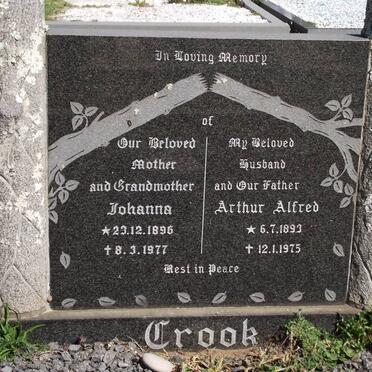 In Loving Memory
of
Our Beloved
Mother
and Grandmother
Johanna
★23.12.1896
✝8.3.1977
My Beloved
Husband
and Our Father
Arthur Alfred
★6.7.1893
✝12.1.1975
Rest in Peace
Crook